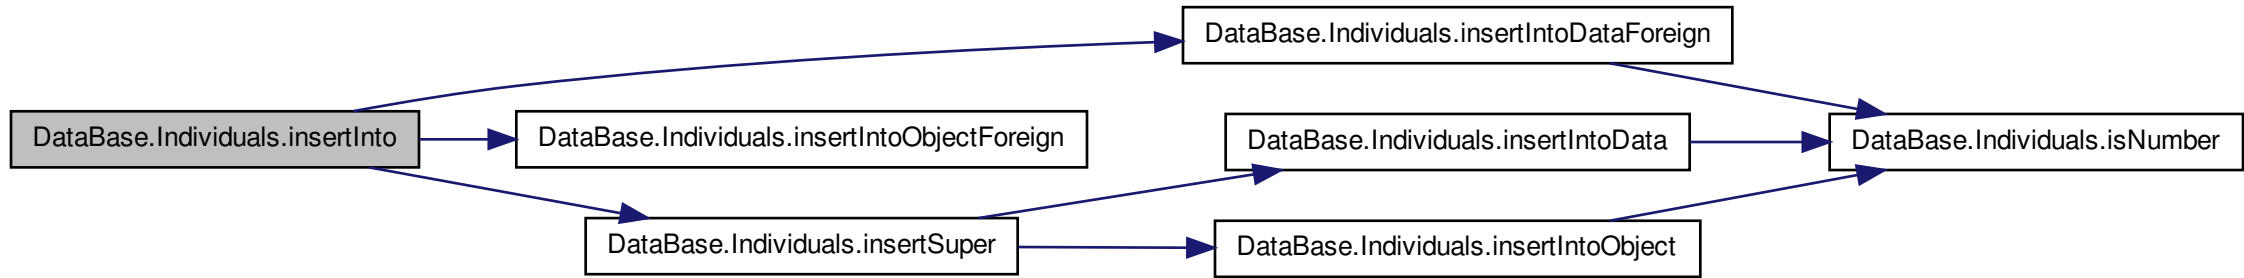 DataBase.Individuals.insertInto
DataBase.Individuals.insertIntoDataForeign
DataBase.Individuals.insertIntoObjectForeign
DataBase.Individuals.insertSuper
DataBase.Individuals.insertIntoData
DataBase.Individuals.insertIntoObject
DataBase.Individuals.isNumber